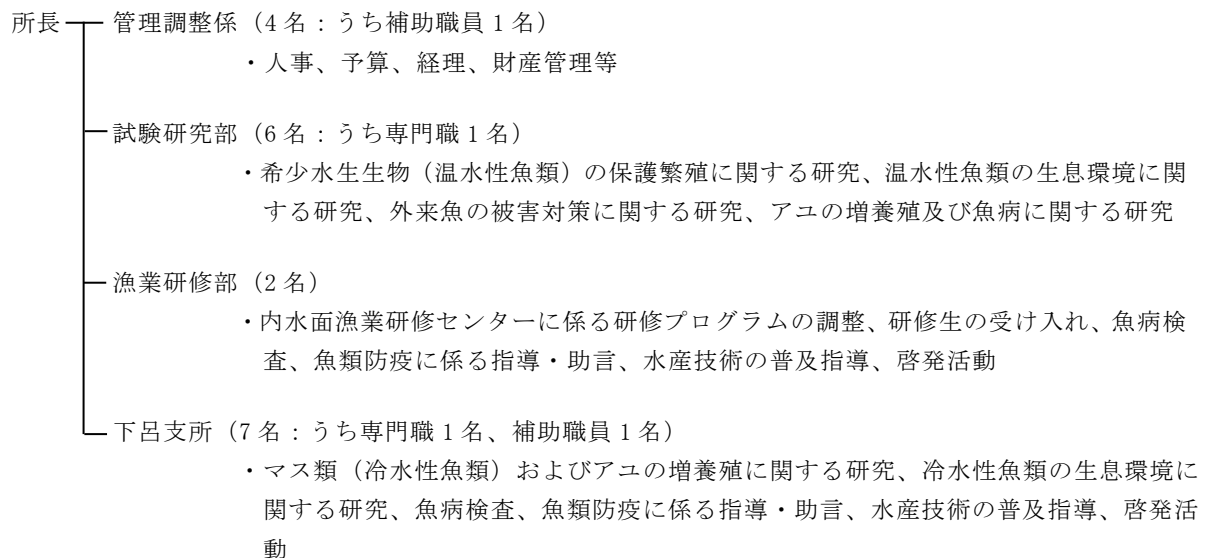 所長 管理調整係（4名：うち補助職員1名）
・人事、予算、経理、財産管理等
試験研究部（6名：うち専門職1名）
・希少水生生物（温水性魚類）の保護繁殖に関する研究、温水性魚類の生息環境に関
する研究、外来魚の被害対策に関する研究、アユの増養殖及び魚病に関する研究
漁業研修部（2名）
・内水面漁業研修センターに係る研修プログラムの調整、研修生の受け入れ、魚病検
査、魚類防疫に係る指導・助言、水産技術の普及指導、啓発活動
下呂支所（7名：うち専門職1名、補助職員1名）
・マス類（冷水性魚類）およびアユの増養殖に関する研究、冷水性魚類の生息環境に
関する研究、魚病検査、魚類防疫に係る指導・助言、水産技術の普及指導、啓発活
動